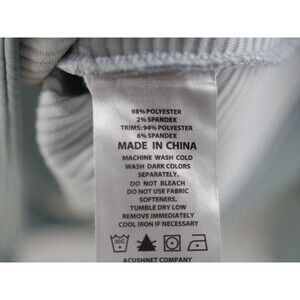 98% POLYESTER
2% SPANDEX
TRIMS: 94% POLYESTER
6% SPANDEX
MADE IN CHINA
MACHINE WASH COLD
WASH DARK COLORS
SEPARATELY.
DO NOT BLEACH
DO NOT USE FABRIC
SOFTENERS.
TUMBLE DRY LOW
REMOVE IMMEDIATELY
COOL IRON IF NECESSARY
30C
ACUSHNET COMPANY